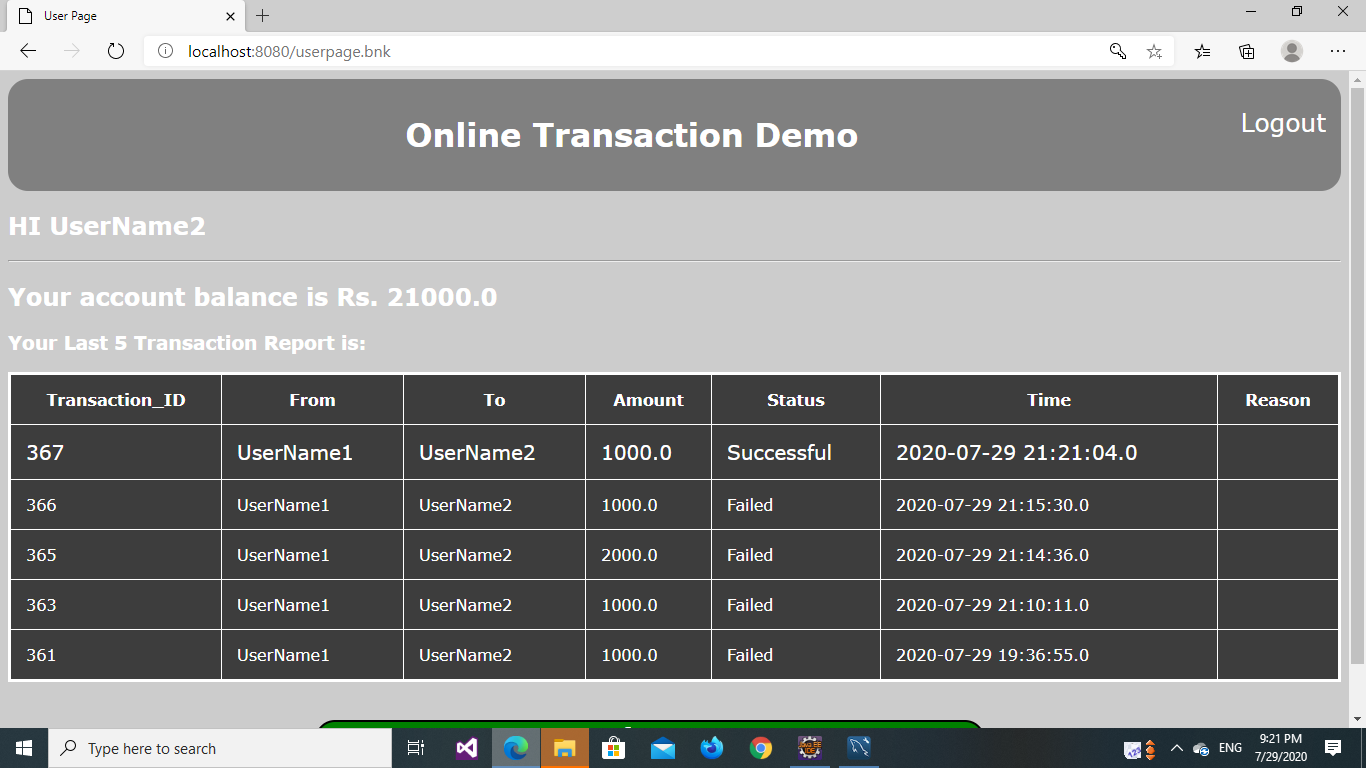 User Page
localhost:8080/userpage.bnk
Online Transaction Demo
Logout
HI UserName2
Your account balance is Rs. 21000.0
Your Last 5 Transaction Report is:
Transaction_ID From To Amount Status Time Reason
367 UserName1 UserName2 1000.0 Successful 2020-07-29 21:21:04.0
366 UserName1 UserName2 1000.0 Failed 2020-07-29 21:15:30.0
365 UserName1 UserName2 2000.0 Failed 2020-07-29 21:14:36.0
363 UserName1 UserName2 1000.0 Failed 2020-07-29 21:10:11.0
361 UserName1 UserName2 1000.0 Failed 2020-07-29 19:36:55.0
Type here to search
ENG
9:21 PM
7/29/2020